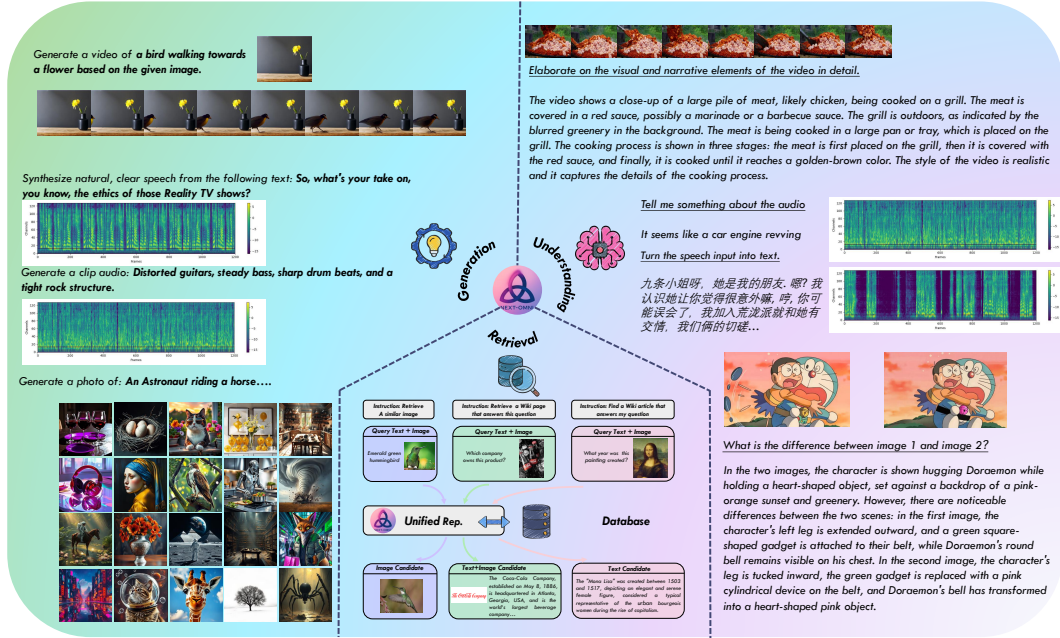 Generate a video of a bird walking towards
a flower based on the given image.
Synthesize natural, clear speech from the following text: So, what's your take on,
you know, the ethics of those Reality TV shows?
Generate a clip audio: Distorted guitars, steady bass, sharp drum beats, and a
tight rock structure.
Generate a photo of: An Astronaut riding a horse....
Generation
Understanding
NEXT-OMNI
Retrieval
Elaborate on the visual and narrative elements of the video in detail.
The video shows a close-up of a large pile of meat, likely chicken, being cooked on a grill. The meat is
covered in a red sauce, possibly a marinade or a barbecue sauce. The grill is outdoors, as indicated by the
blurred greenery in the background. The meat is being cooked in a large pan or tray, which is placed on the
grill. The cooking process is shown in three stages: the meat is first placed on the grill, then it is covered with
the red sauce, and finally, it is cooked until it reaches a golden-brown color. The style of the video is realistic
and it captures the details of the cooking process.
Tell me something about the audio
It seems like a car engine revving
Turn the speech input into text.
九条小姐呀，她是我的朋友. 嗯? 我
认识她让你觉得很意外嘛, 哼, 你可
能误会了，我加入意泷派就和她有
交情，我们俩的切磋...
What is the difference between image 1 and image 2?
In the two images, the character is shown hugging Doraemon while
holding a heart-shaped object, set against a backdrop of a pink-
orange sunset and greenery. However, there are noticeable
differences between the two scenes: in the first image, the
character's left leg is extended outward, and a green square-
shaped gadget is attached to their belt, while Doraemon's round
bell remains visible on his chest. In the second image, the character's
leg is tucked inward, the green gadget is replaced with a pink
cylindrical device on the belt, and Doraemon's bell has transformed
into a heart-shaped pink object.
Instruction: Retrieve
A similar image
Instruction: Retrieve a Wiki page
that answers this question
Instruction: Find a Wiki article that
answers my question
Query Text + Image
Emerald green
hummingbird
Query Text + Image
Which company
owns this product?
Query Text + Image
What year was this
painting created?
Unified Rep.
Database
Image Candidate
Text+Image Candidate
The Coca-Cola Company,
established on May 8, 1886,
is headquartered in Atlanta,
Georgia, USA, and is the
world's largest beverage
company...
Text Candidate
The "Mona Lisa" was created between 1503
and 1517, depicting an elegant and serene
female figure, considered a typical
representative of the urban bourgeois
women during the rise of capitalism.